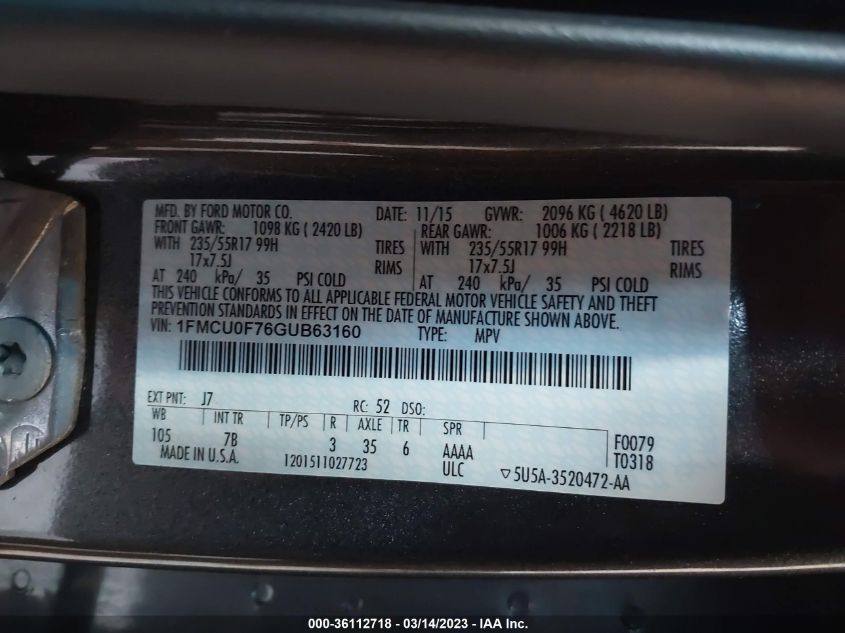 MFD. BY FORD MOTOR CO. DATE: 11/15 GVWR: 2096 KG ( 4620 LB)
FRONT GAWR: 1098 KG ( 2420 LB) REAR GAWR: 1006 KG ( 2218 LB)
WITH 235/55R17 99H TIRES WITH 235/55R17 99H TIRES
17x7.5J RIMS 17x7.5J RIMS
AT 240 kPa/ 35 PSI COLD AT 240 kPa/ 35 PSI COLD
THIS VEHICLE CONFORMS TO ALL APPLICABLE FEDERAL MOTOR VEHICLE SAFETY AND THEFT
PREVENTION STANDARDS IN EFFECT ON THE DATE OF MANUFACTURE SHOWN ABOVE.
VIN: 1FMCU0F76GUB63160 TYPE: MPV
EXT PNT: J7 RC: 52 DSO:
WB INT TR TP/PS R AXLE TR SPR
105 7B 3 35 6 AAAA F0079
MADE IN U.S.A. 1201511027723 ULC T0318
▽5U5A-3520472-AA
000-36112718 - 03/14/2023 - © Copyright 2023, IAA, Inc.